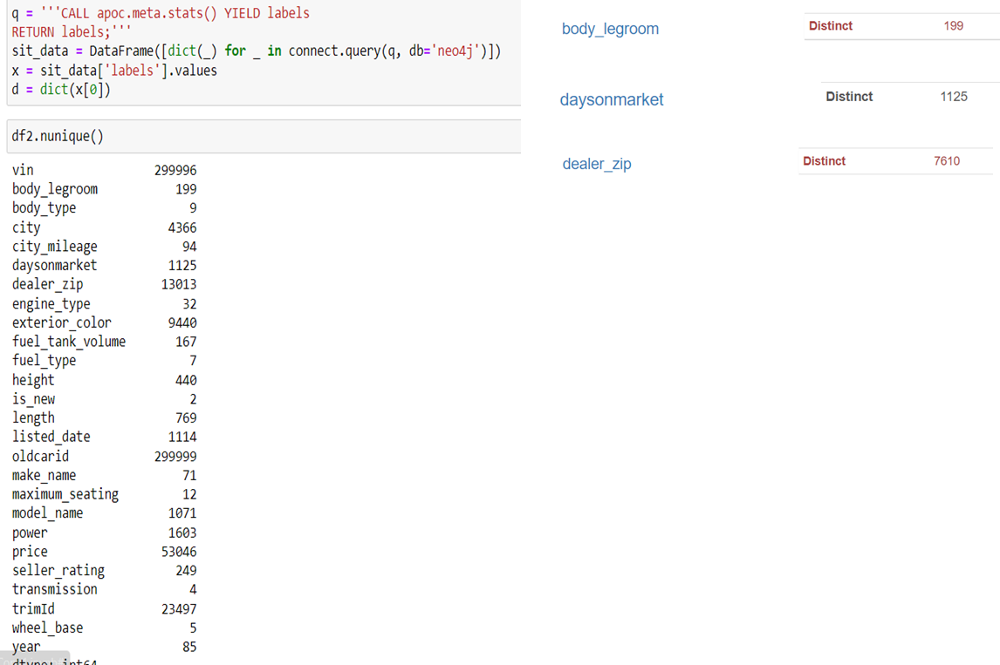 q = '''CALL apoc.meta.stats() YIELD labels
RETURN labels;'''
sit_data = DataFrame([dict(_) for _ in connect.query(q, db='neo4j')])
x = sit_data['labels'].values
d = dict(x[0])
df2.nunique()
vin 299996
body_legroom 199
body_type 9
city 4366
city_mileage 94
daysonmarket 1125
dealer_zip 13013
engine_type 32
exterior_color 9440
fuel_tank_volume 167
fuel_type 7
height 440
is_new 2
length 769
listed_date 1114
oldcarid 299999
make_name 71
maximum_seating 12
model_name 1071
power 1603
price 53046
seller_rating 249
transmission 4
trimId 23497
wheel_base 5
year 85
dtype: int64
body_legroom Distinct 199
daysonmarket Distinct 1125
dealer_zip Distinct 7610